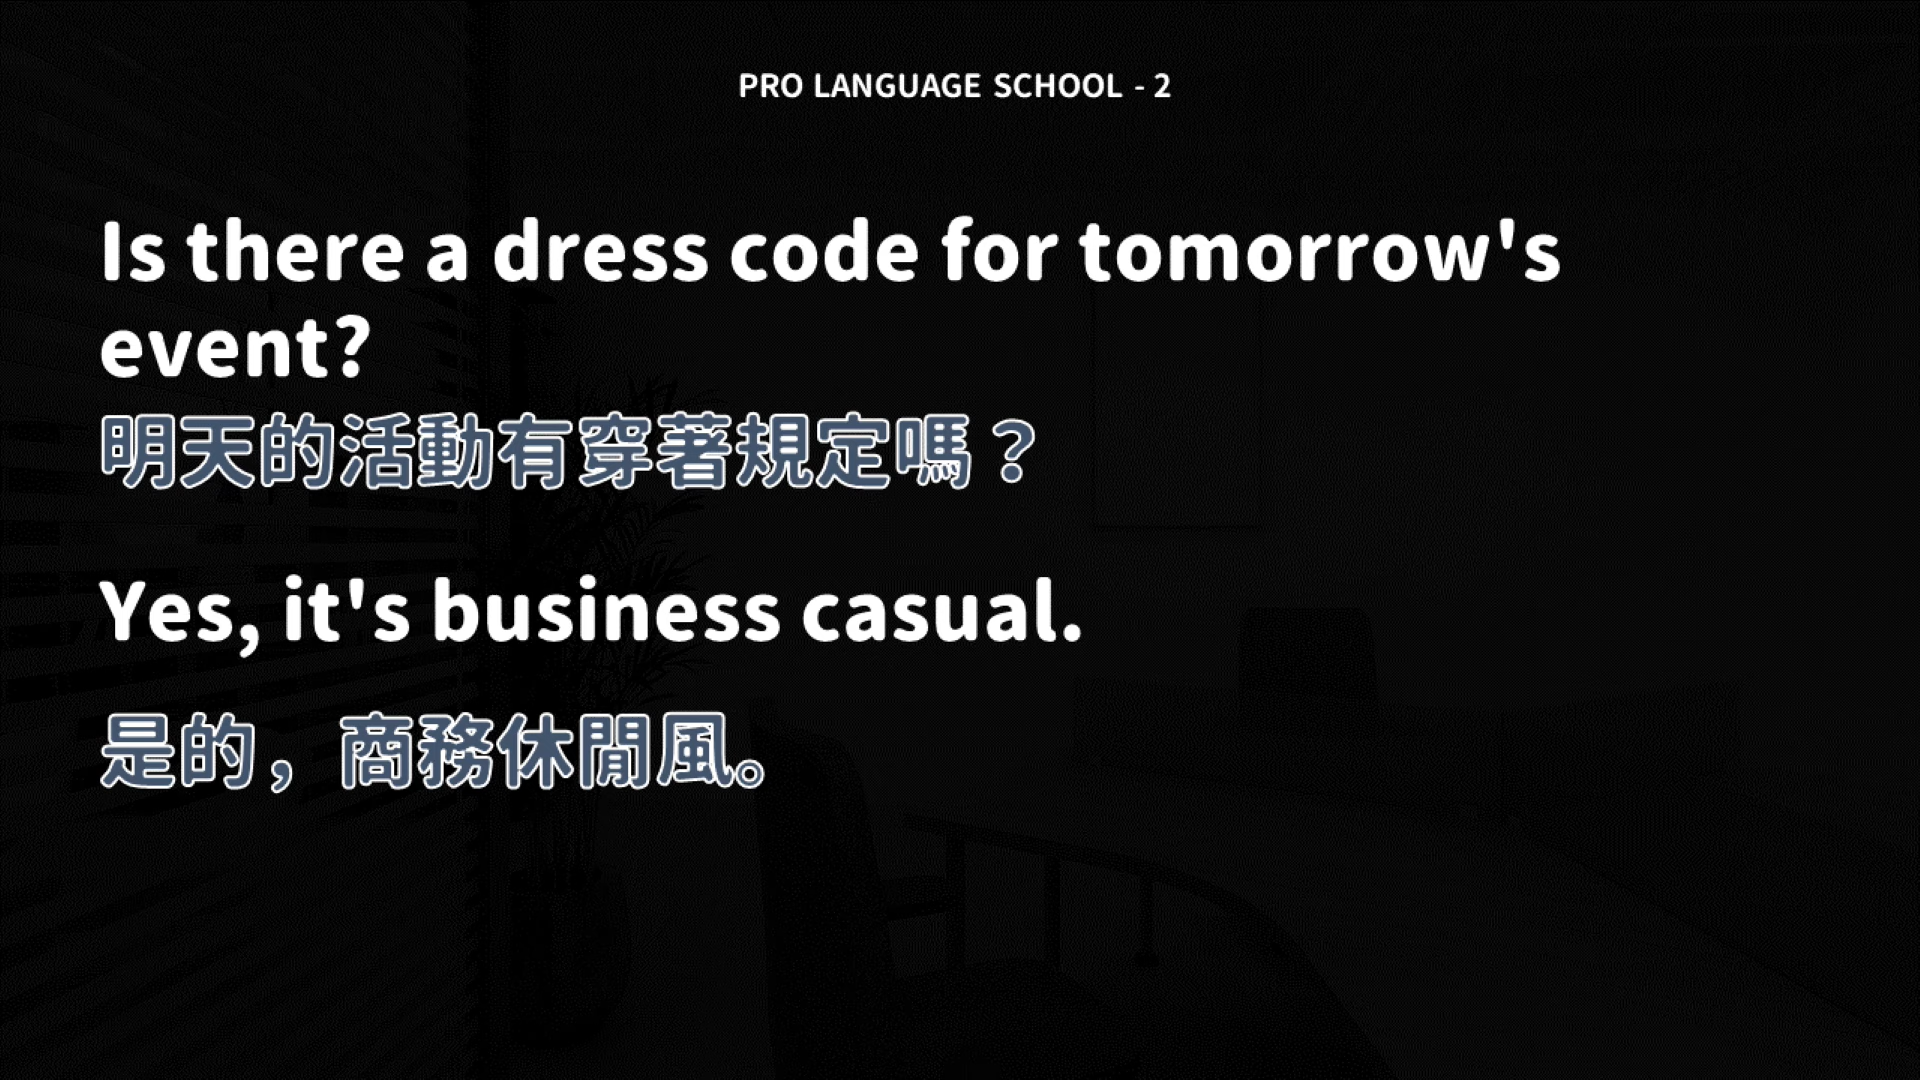 PRO LANGUAGE SCHOOL - 2
Is there a dress code for tomorrow's
event?
明天的活動有穿著規定嗎？
Yes, it's business casual.
是的，商務休閒風。